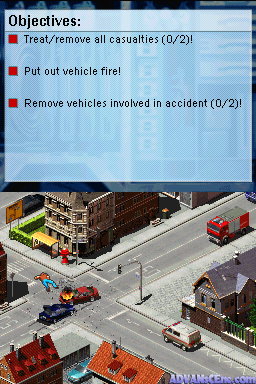 Objectives:
Treat/remove all casualties (0/2)!
Put out vehicle fire!
Remove vehicles involved in accident (0/2)!
ADVANSCENE.com